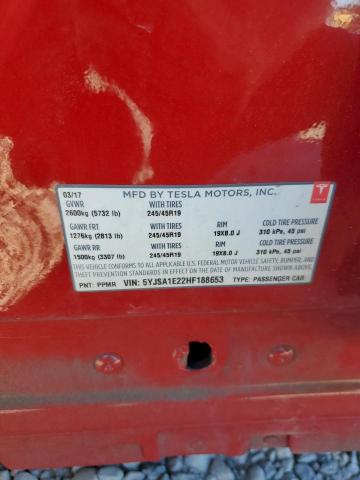 03/17 MFD BY TESLA MOTORS, INC.
GVWR WITH TIRES
2600kg (5732 lb) 245/45R19
GAWR FRT WITH TIRES RIM COLD TIRE PRESSURE
1276kg (2813 lb) 245/45R19 19X8.0 J 310 kPa, 45 psi
GAWR RR WITH TIRES RIM COLD TIRE PRESSURE
1500kg (3307 lb) 245/45R19 19X8.0 J 310 kPa, 45 psi
THIS VEHICLE CONFORMS TO ALL APPLICABLE U.S. FEDERAL MOTOR VEHICLE SAFETY, BUMPER, AND
THEFT PREVENTION STANDARDS IN EFFECT ON THE DATE OF MANUFACTURE SHOWN ABOVE.
PNT: PPMR VIN: 5YJSA1E22HF188653 TYPE: PASSENGER CAR